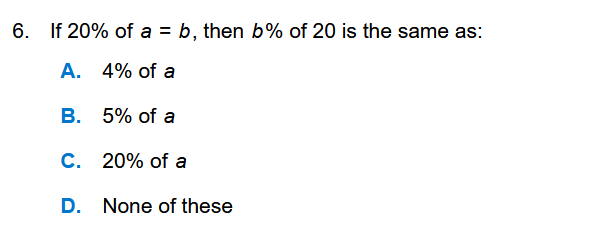 6. If 20% of a = b, then b% of 20 is the same as:
A. 4% of a
B. 5% of a
C. 20% of a
D. None of these